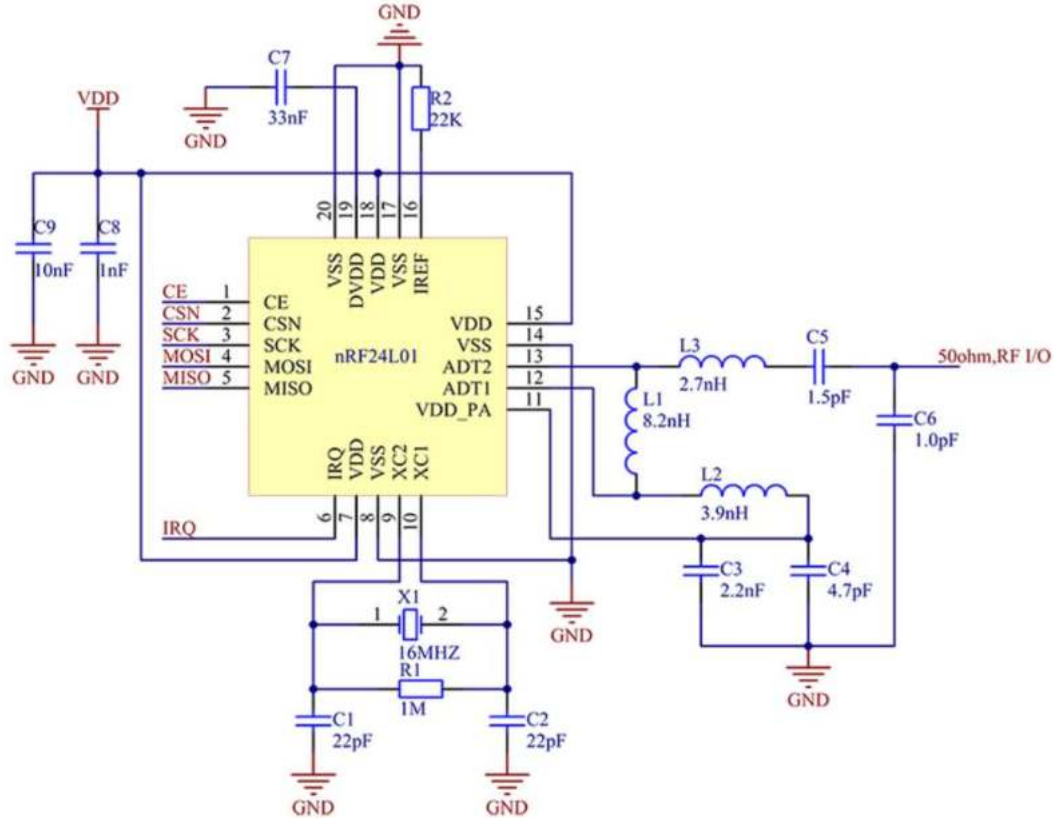 GND
C7
33nF
GND
R2
22K
VDD
C9
10nF
C8
1nF
GND
GND
20
19
18
17
16
VSS
DVDD
VDD
VSS
IREF
CE 1 CE
CSN 2 CSN
SCK 3 SCK
MOSI 4 MOSI
MISO 5 MISO
nRF24L01
VDD 15
VSS 14
ADT2 13
ADT1 12
VDD_PA 11
IRQ
VDD
VSS
XC2
XC1
6
7
8
9
10
IRQ
L3
2.7nH
C5
1.5pF
50ohm,RF I/O
L1
8.2nH
C6
1.0pF
L2
3.9nH
C3
2.2nF
C4
4.7pF
GND
GND
X1
1 2
16MHZ
R1
1M
C1
22pF
C2
22pF
GND
GND